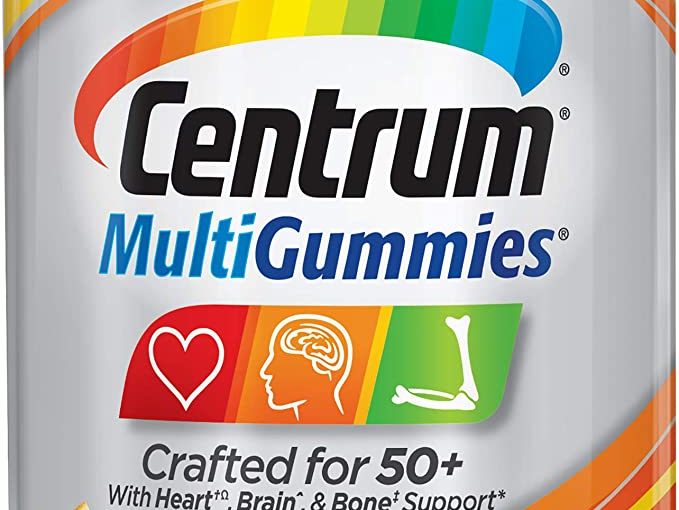 Centrum®
®
MultiGummies®
Crafted for 50+
With Heart†Ω, Brain^, & Bone‡ Support*